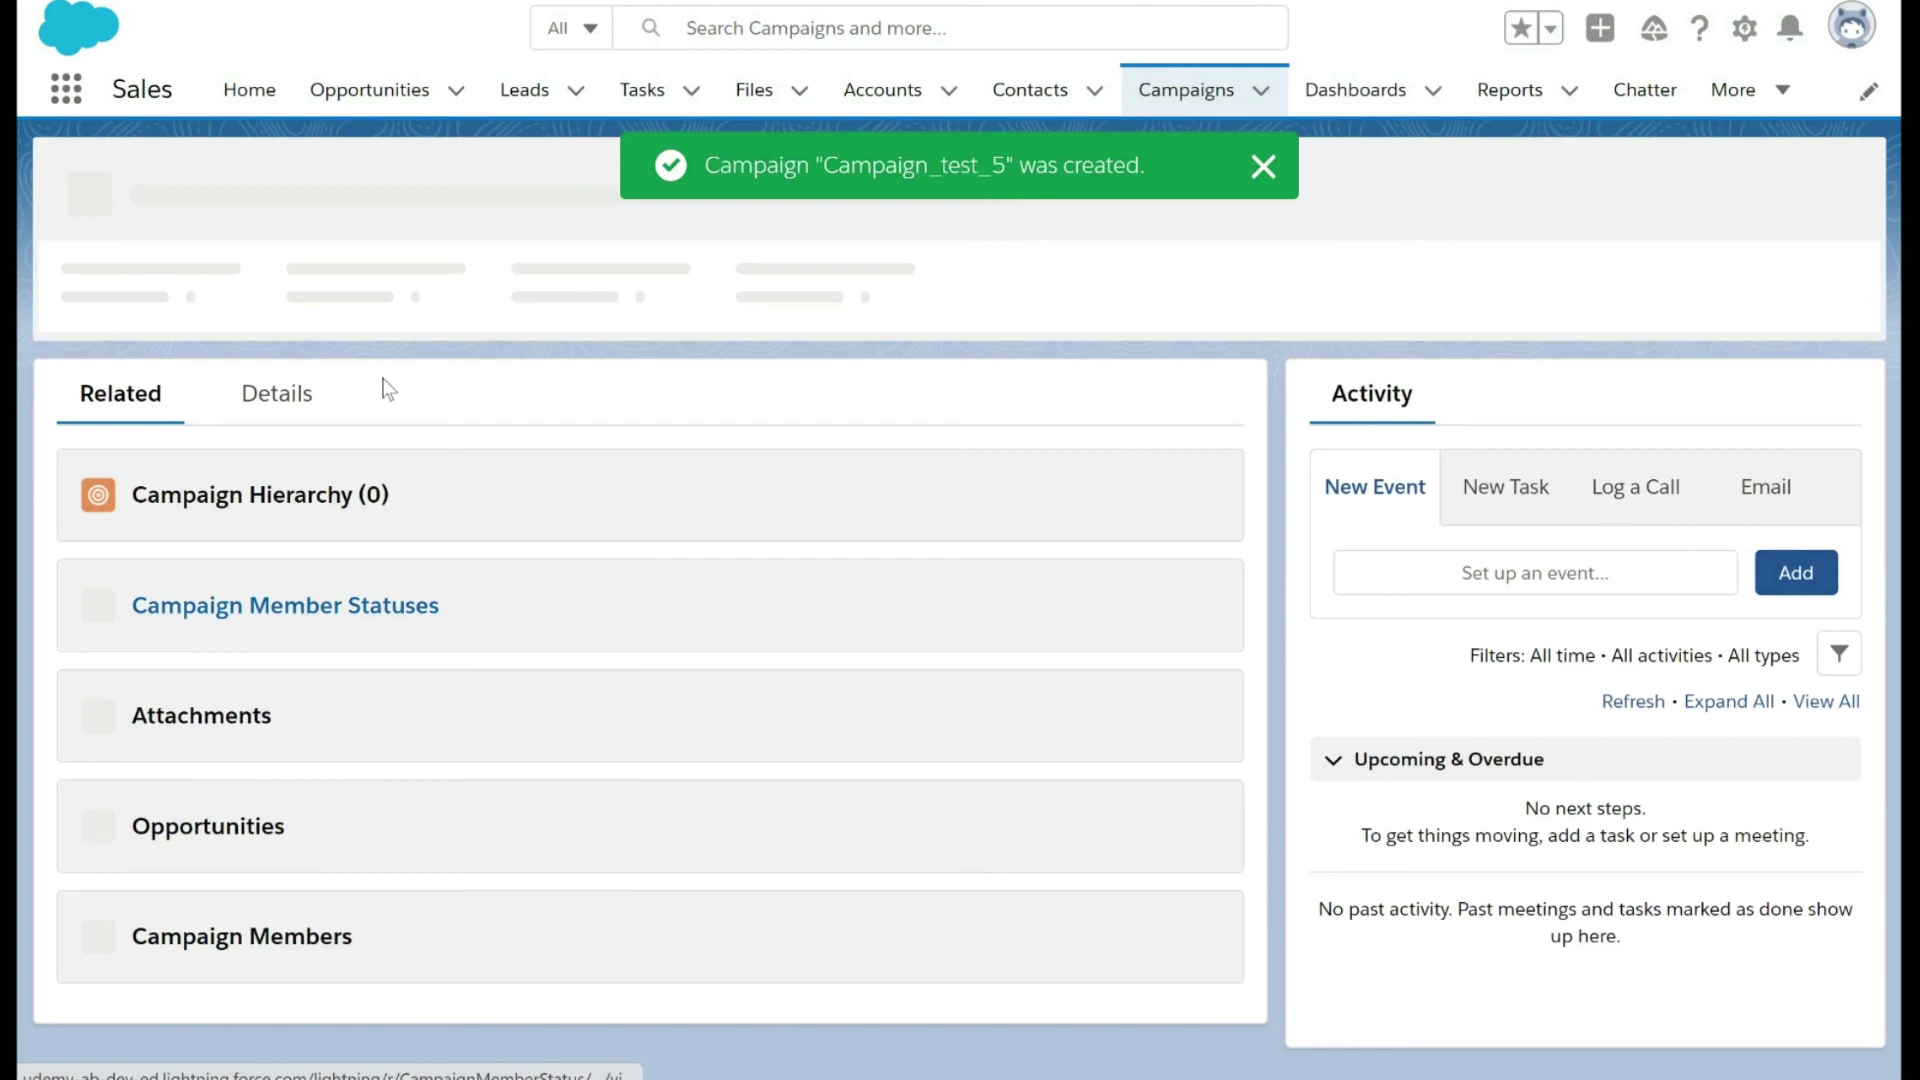 All
Search Campaigns and more...
Sales
Home
Opportunities
Leads
Tasks
Files
Accounts
Contacts
Campaigns
Dashboards
Reports
Chatter
More
Campaign "Campaign_test_5" was created.
Related
Details
Campaign Hierarchy (0)
Campaign Member Statuses
Attachments
Opportunities
Campaign Members
Activity
New Event
New Task
Log a Call
Email
Set up an event...
Add
Filters: All time • All activities • All types
Refresh • Expand All • View All
Upcoming & Overdue
No next steps.
To get things moving, add a task or set up a meeting.
No past activity. Past meetings and tasks marked as done show
up here.
udemy-ab-dev-ed.lightning.force.com/lightning/r/CampaignMemberStatus/.../vi...